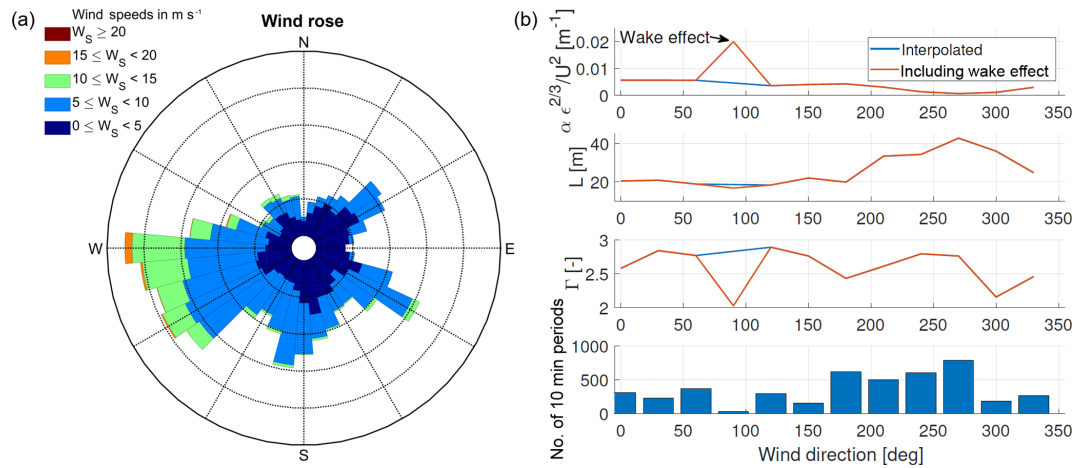 (a)
Wind speeds in m s⁻¹
W_S ≥ 20
15 ≤ W_S < 20
10 ≤ W_S < 15
5 ≤ W_S < 10
0 ≤ W_S < 5
Wind rose
N
W
E
S
(b)
α ϵ^{2/3}/U² [m⁻¹]
0.02
0.01
0
Wake effect
Interpolated
Including wake effect
0 50 100 150 200 250 300 350
L [m]
40
20
0 50 100 150 200 250 300 350
Γ [-]
3
2.5
2
0 50 100 150 200 250 300 350
No. of 10 min periods
1000
500
0
0 50 100 150 200 250 300 350
Wind direction [deg]